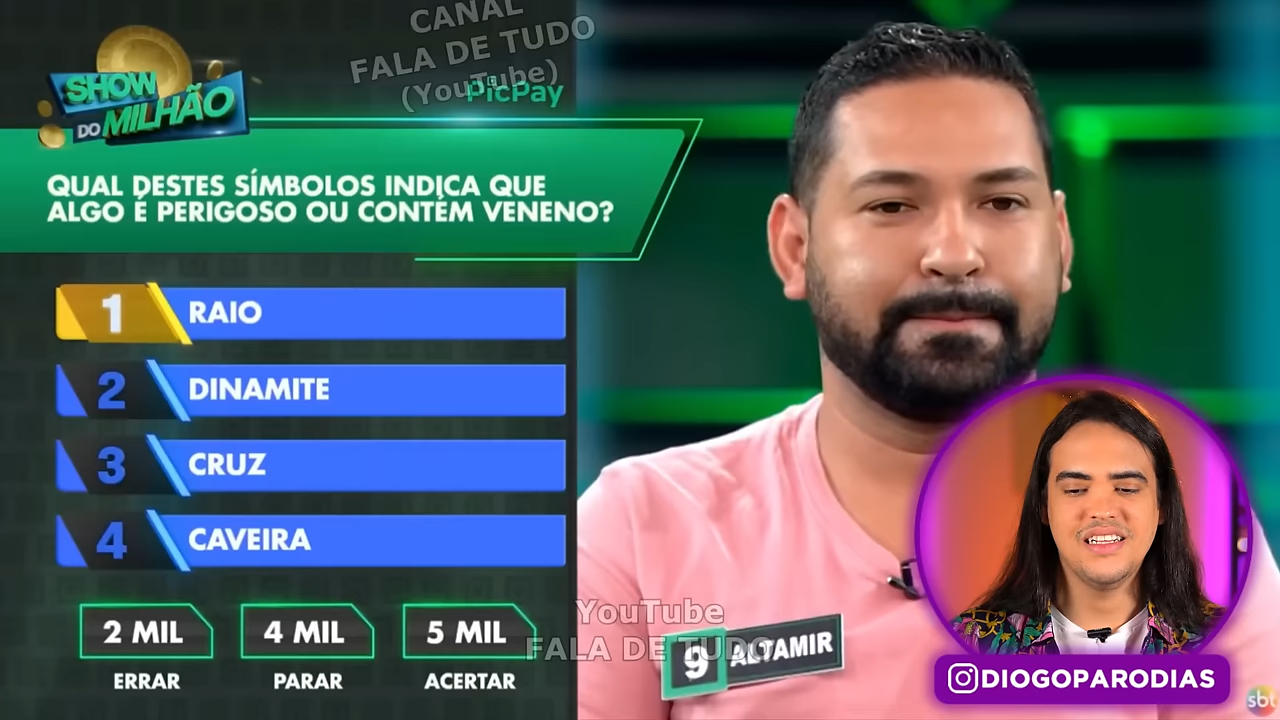 CANAL
FALA DE TUDO
(YouTube)
PicPay
SHOW
DO MILHÃO
QUAL DESTES SÍMBOLOS INDICA QUE
ALGO É PERIGOSO OU CONTÉM VENENO?
1 RAIO
2 DINAMITE
3 CRUZ
4 CAVEIRA
2 MIL 4 MIL 5 MIL
ERRAR PARAR ACERTAR
YouTube
FALA DE TUDO
9 ALTAMIR
DIOGOPARODIAS
sbt